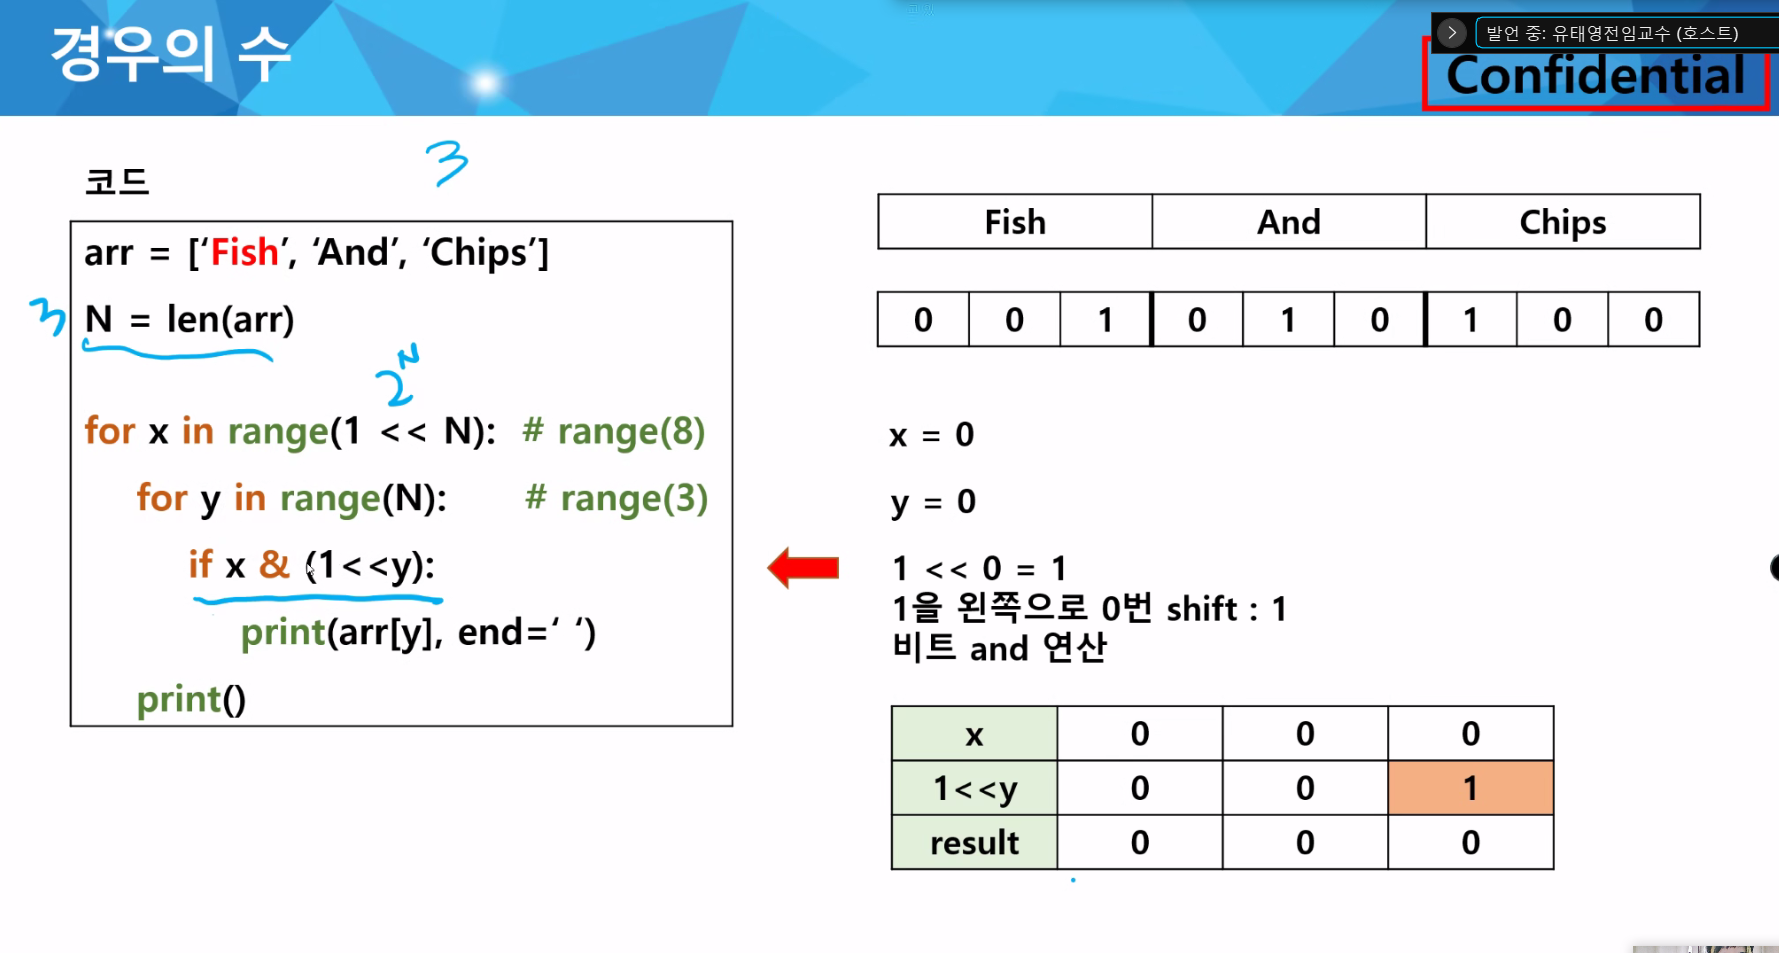 경우의 수
발언 중: 유태영전임교수 (호스트)
Confidential
3
코드
arr = [‘Fish’, ‘And’, ‘Chips’]
3
N = len(arr)
2^N
for x in range(1 << N): # range(8)
for y in range(N): # range(3)
if x & (1<<y):
print(arr[y], end=‘ ‘)
print()
Fish And Chips
0 0 1 0 1 0 1 0 0
x = 0
y = 0
1 << 0 = 1
1을 왼쪽으로 0번 shift : 1
비트 and 연산
x 0 0 0
1<<y 0 0 1
result 0 0 0